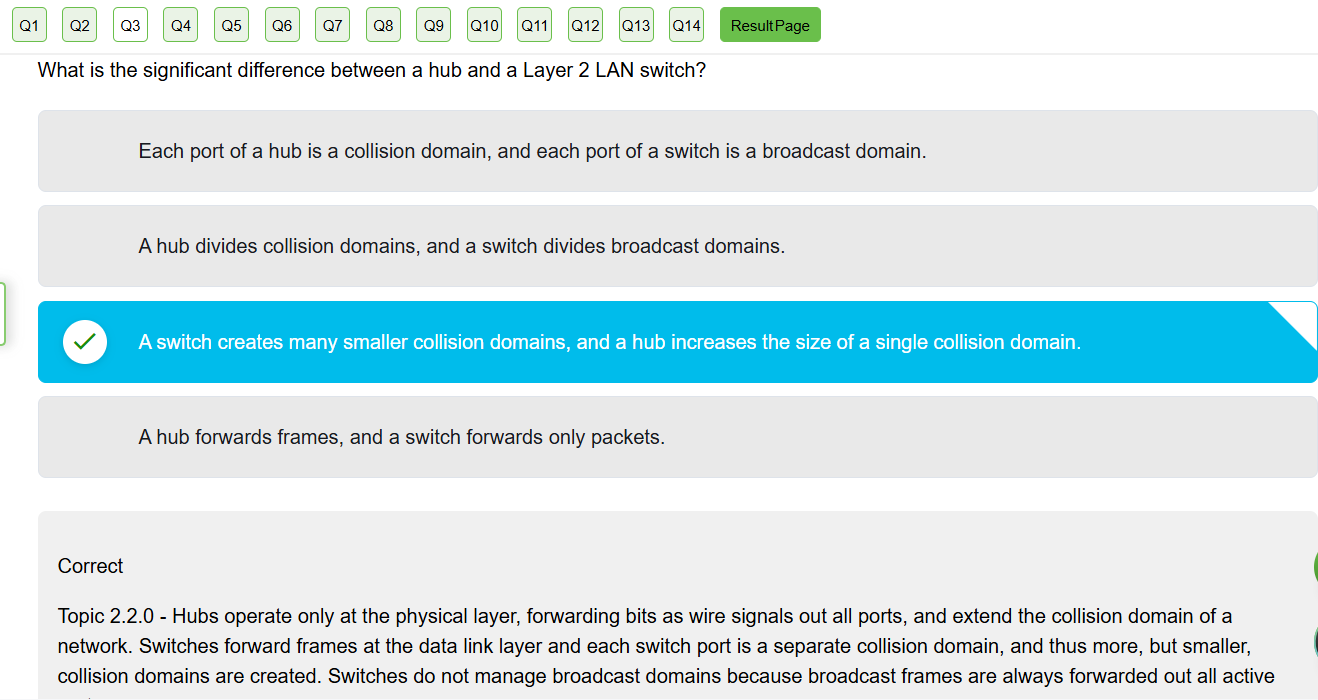 Q1 Q2 Q3 Q4 Q5 Q6 Q7 Q8 Q9 Q10 Q11 Q12 Q13 Q14 Result Page
What is the significant difference between a hub and a Layer 2 LAN switch?
Each port of a hub is a collision domain, and each port of a switch is a broadcast domain.
A hub divides collision domains, and a switch divides broadcast domains.
A switch creates many smaller collision domains, and a hub increases the size of a single collision domain.
A hub forwards frames, and a switch forwards only packets.
Correct
Topic 2.2.0 - Hubs operate only at the physical layer, forwarding bits as wire signals out all ports, and extend the collision domain of a
network. Switches forward frames at the data link layer and each switch port is a separate collision domain, and thus more, but smaller,
collision domains are created. Switches do not manage broadcast domains because broadcast frames are always forwarded out all active